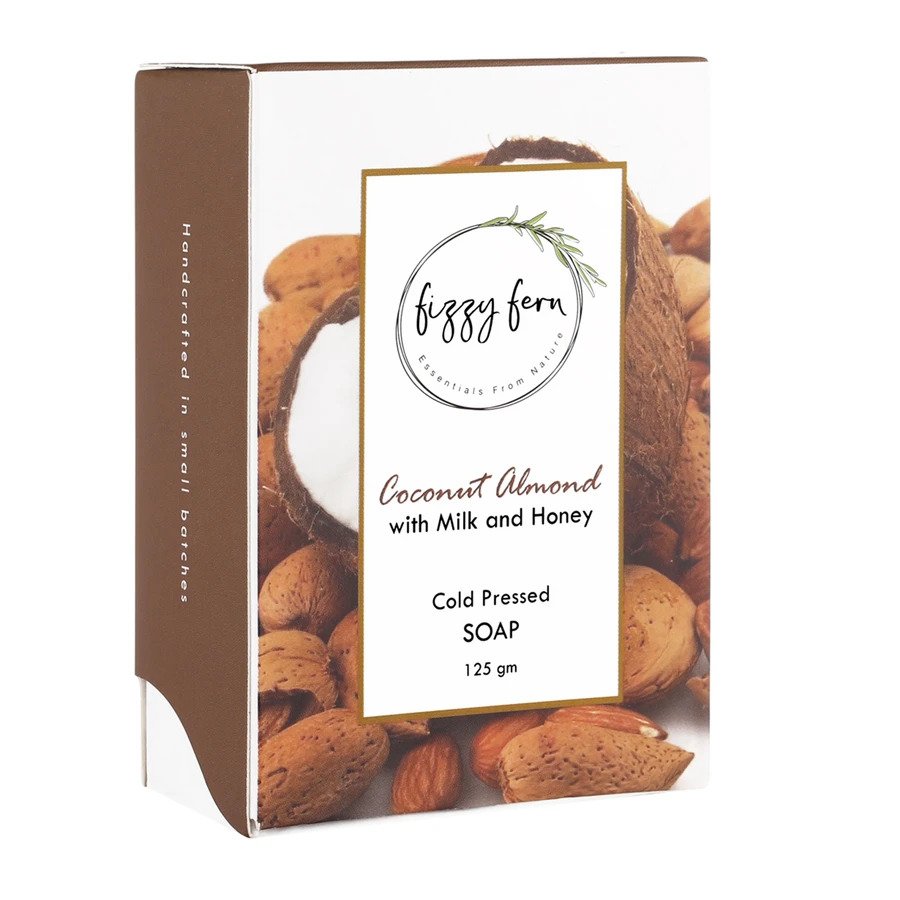 Handcrafted in small batches
fizzy fern
Essentials From Nature
Coconut Almond
with Milk and Honey
Cold Pressed
SOAP
125 gm